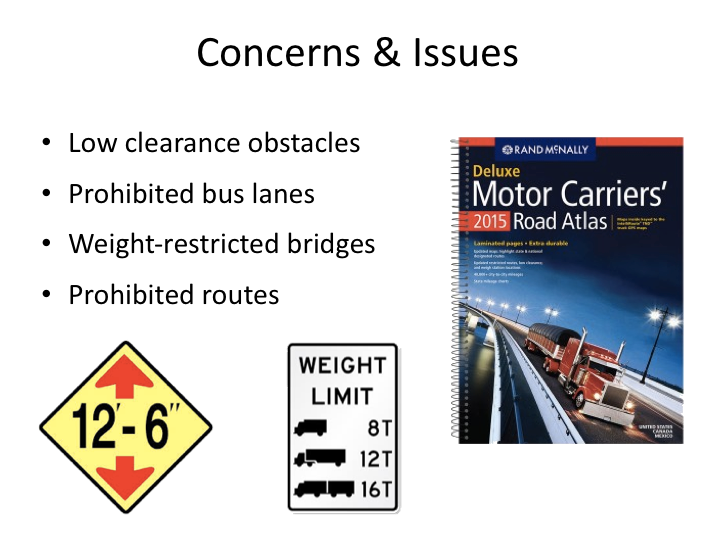 Concerns & Issues
• Low clearance obstacles
• Prohibited bus lanes
• Weight-restricted bridges
• Prohibited routes
RAND McNALLY
Deluxe
Motor Carriers'
2015 Road Atlas
Laminated pages • Extra durable
UNITED STATES
CANADA
MEXICO
12'- 6"
WEIGHT
LIMIT
8T
12T
16T